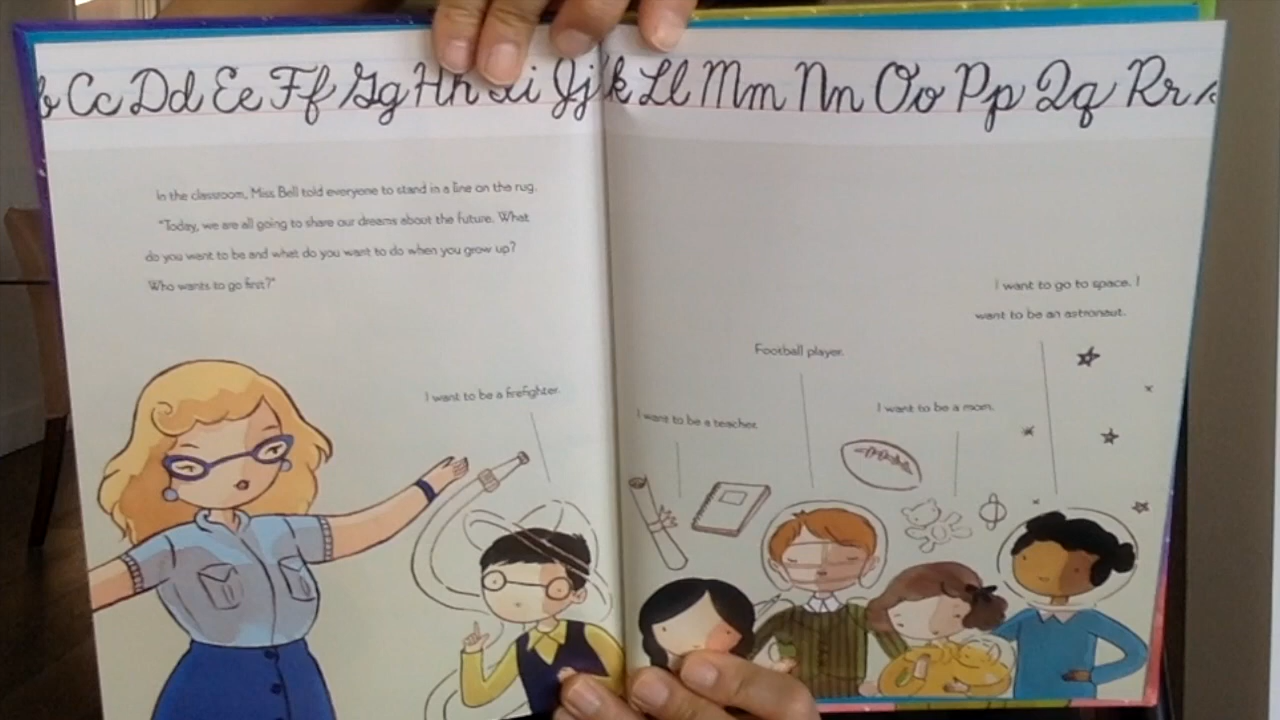 b Cc Dd Ee Ff Gg Hh Ii Jj k Ll Mm Nn Oo Pp Qq Rr
In the classroom, Miss Bell told everyone to stand in a line on the rug.
"Today, we are all going to share our dreams about the future. What
do you want to be and what do you want to do when you grow up?
Who wants to go first?"
I want to be a firefighter.
I want to be a teacher.
Football player.
I want to be a mom.
I want to go to space. I
want to be an astronaut.